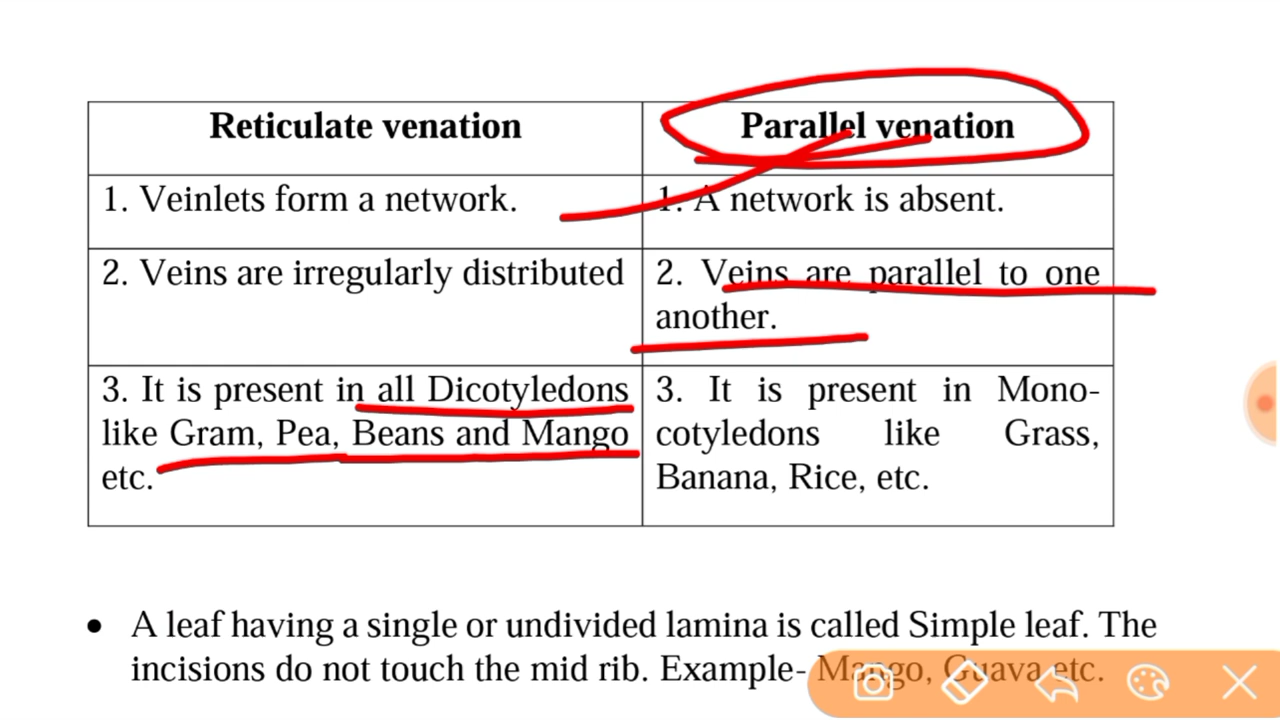 Reticulate venation
Parallel venation
1. Veinlets form a network.
1. A network is absent.
2. Veins are irregularly distributed
2. Veins are parallel to one
another.
3. It is present in all Dicotyledons
like Gram, Pea, Beans and Mango
etc.
3. It is present in Mono-
cotyledons like Grass,
Banana, Rice, etc.
• A leaf having a single or undivided lamina is called Simple leaf. The
incisions do not touch the mid rib. Example- Mango, Guava etc.